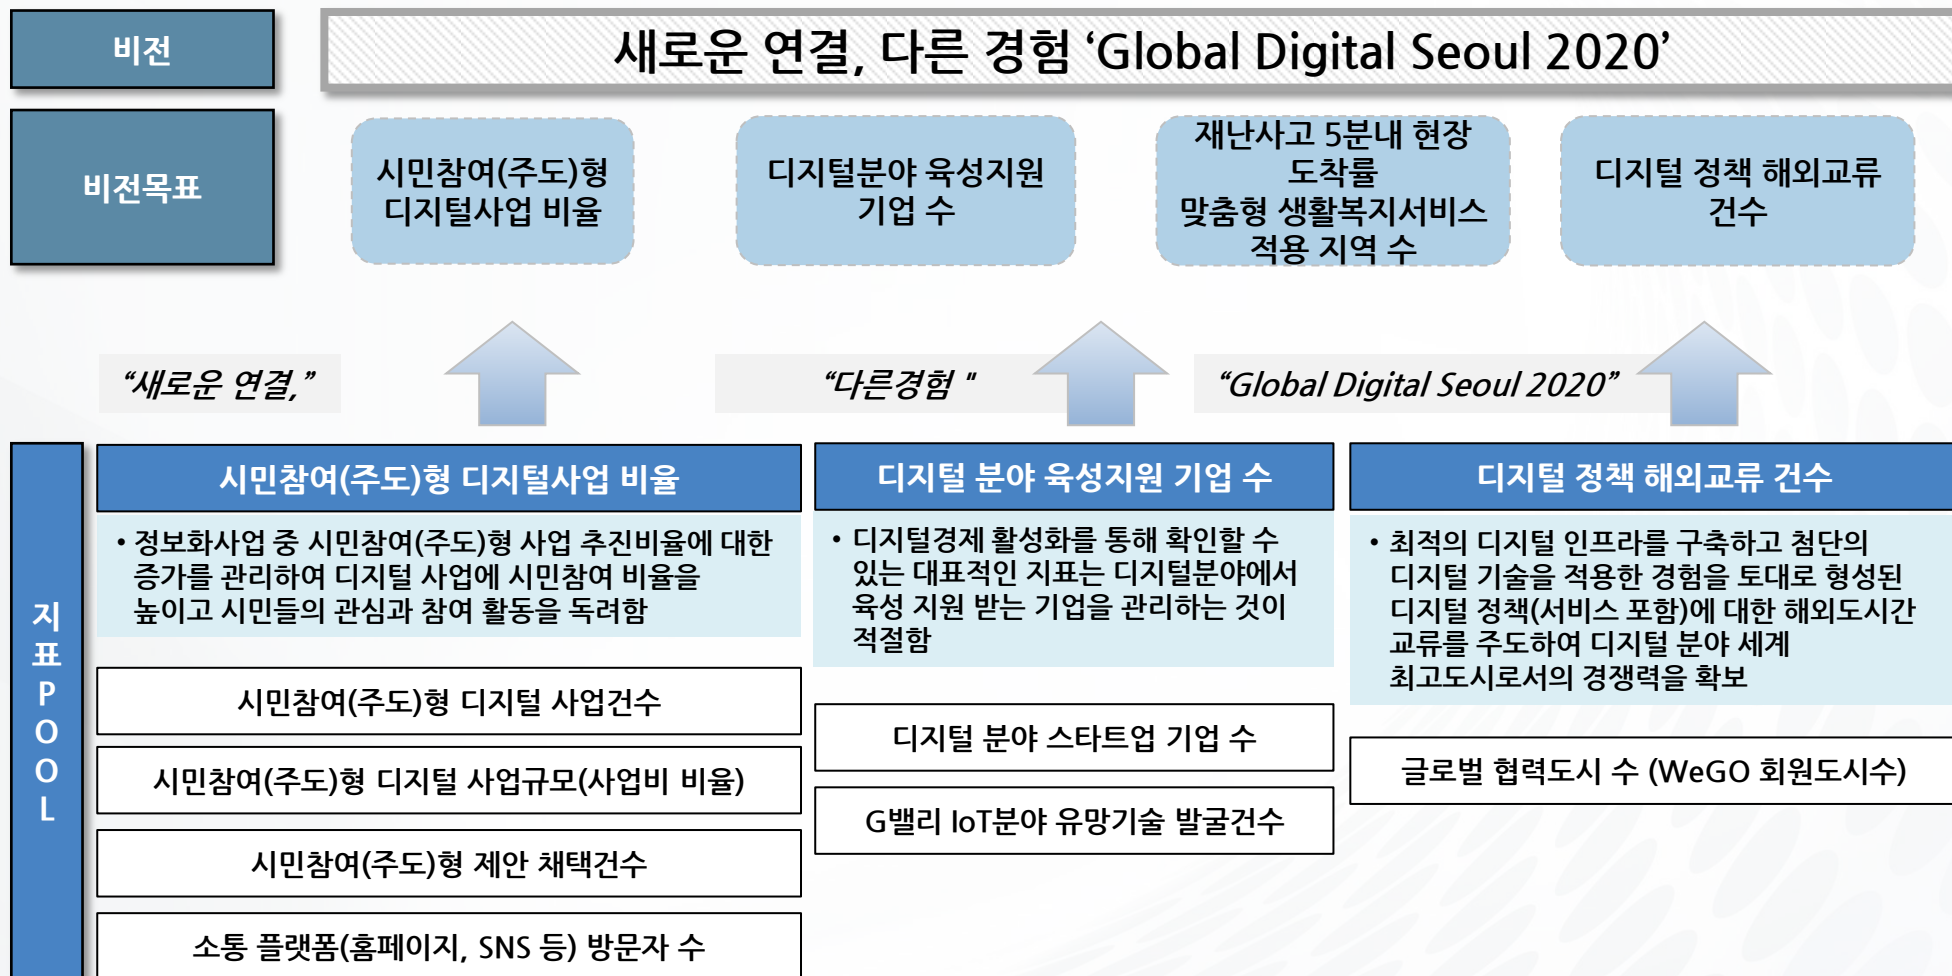 비전
새로운 연결, 다른 경험 ‘Global Digital Seoul 2020’
비전목표
시민참여(주도)형
디지털사업 비율
디지털분야 육성지원
기업 수
재난사고 5분내 현장
도착률
맞춤형 생활복지서비스
적용 지역 수
디지털 정책 해외교류
건수
“새로운 연결,”
“다른경험 "
“Global Digital Seoul 2020”
지
표
P
O
O
L
시민참여(주도)형 디지털사업 비율
• 정보화사업 중 시민참여(주도)형 사업 추진비율에 대한
증가를 관리하여 디지털 사업에 시민참여 비율을
높이고 시민들의 관심과 참여 활동을 독려함
시민참여(주도)형 디지털 사업건수
시민참여(주도)형 디지털 사업규모(사업비 비율)
시민참여(주도)형 제안 채택건수
소통 플랫폼(홈페이지, SNS 등) 방문자 수
디지털 분야 육성지원 기업 수
• 디지털경제 활성화를 통해 확인할 수
있는 대표적인 지표는 디지털분야에서
육성 지원 받는 기업을 관리하는 것이
적절함
디지털 분야 스타트업 기업 수
G밸리 IoT분야 유망기술 발굴건수
디지털 정책 해외교류 건수
• 최적의 디지털 인프라를 구축하고 첨단의
디지털 기술을 적용한 경험을 토대로 형성된
디지털 정책(서비스 포함)에 대한 해외도시간
교류를 주도하여 디지털 분야 세계
최고도시로서의 경쟁력을 확보
글로벌 협력도시 수 (WeGO 회원도시수)